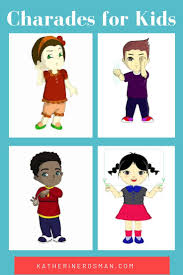 Charades for Kids
KATHERINEROSMAN.COM